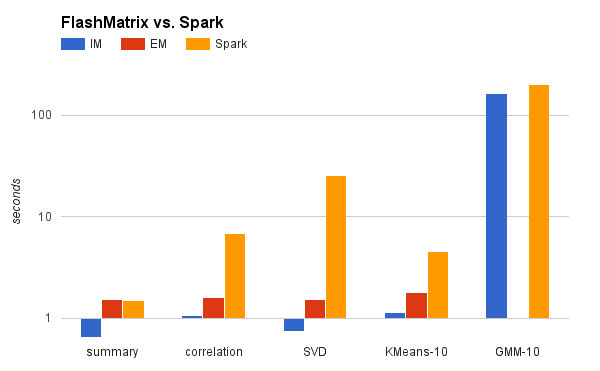 FlashMatrix vs. Spark
IM EM Spark
100
10
1
seconds
summary correlation SVD KMeans-10 GMM-10